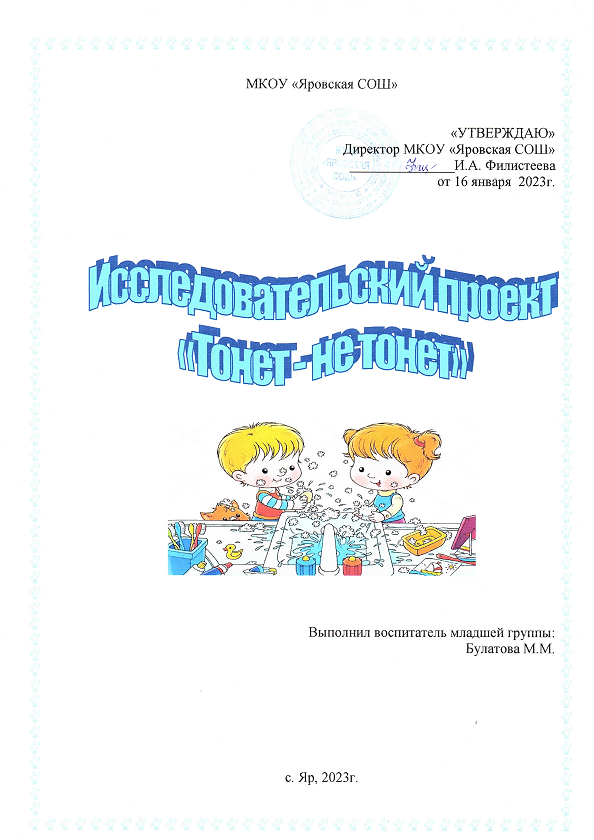 МКОУ «Яровская СОШ»
«УТВЕРЖДАЮ»
Директор МКОУ «Яровская СОШ»
_______________И.А. Филистеева
от 16 января 2023г.
Исследовательский проект
«Тонет - не тонет»
Выполнил воспитатель младшей группы:
Булатова М.М.
с. Яр, 2023г.